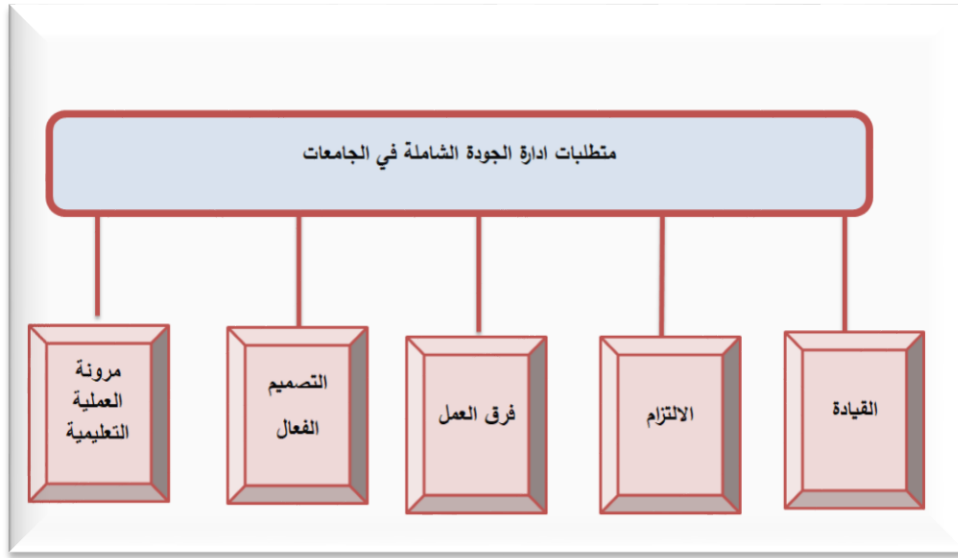 متطلبات ادارة الجودة الشاملة في الجامعات
القيادة
الالتزام
فرق العمل
التصميم
الفعال
مرونة
العملية
التعليمية